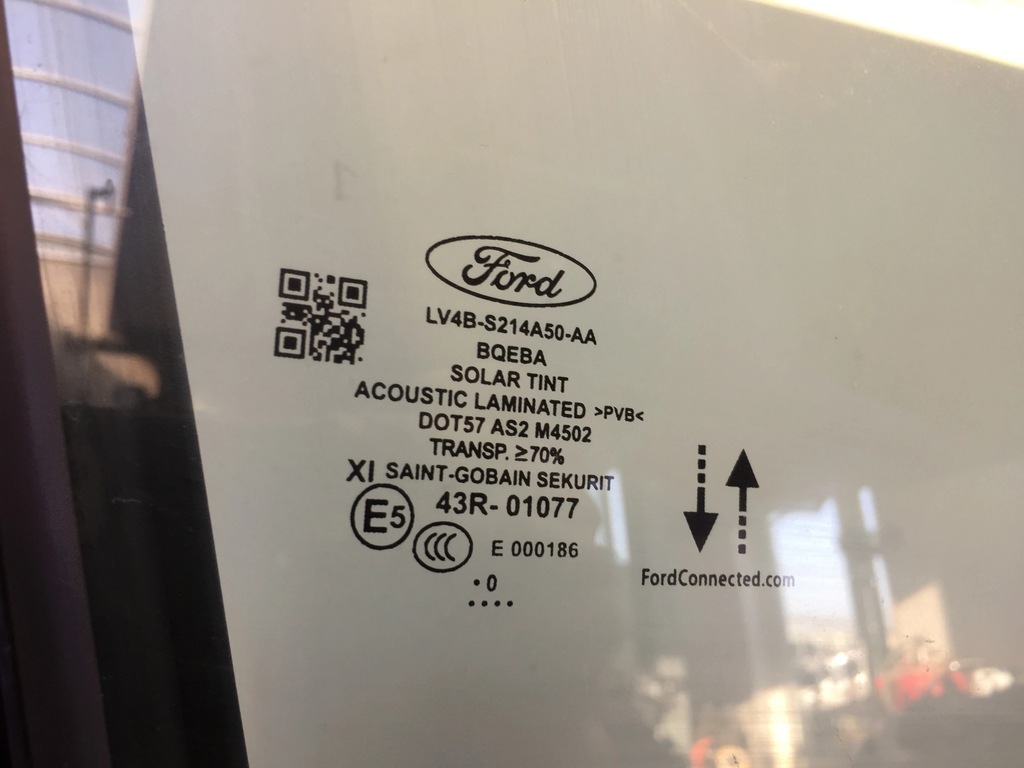 Ford
LV4B-S214A50-AA
BQEBA
SOLAR TINT
ACOUSTIC LAMINATED >PVB<
DOT57 AS2 M4502
TRANSP. ≥70%
XI SAINT-GOBAIN SEKURIT
43R- 01077
E5
CCC E 000186
• 0
• • • •
FordConnected.com